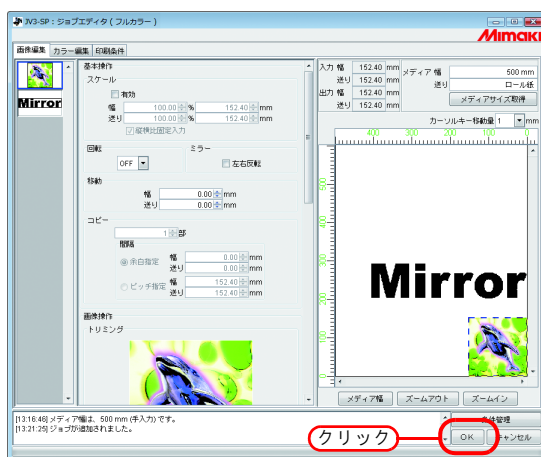 JV3-SP：ジョブエディタ(フルカラー)
Mimaki
画像編集 カラー編集 印刷条件
Mirror
基本操作
スケール
有効
幅 100.00 % 152.40 mm
送り 100.00 % 152.40 mm
縦横比固定入力
回転 ミラー
OFF 左右反転
移動
幅 0.00 mm
送り 0.00 mm
コピー
1 部
間隔
余白指定 幅 0.00 mm
送り 0.00 mm
ピッチ指定 幅 152.40 mm
送り 152.40 mm
画像操作
トリミング
入力 幅 152.40 mm メディア 幅 500 mm
送り 152.40 mm 送り ロール紙
出力 幅 152.40 mm メディアサイズ取得
送り 152.40 mm
カーソルキー移動量 1 mm
400 300 200 100 0
500
400
300
200
100
0
Mirror
メディア幅 ズームアウト ズームイン
[13:16:46] メディア幅は、500 mm (手入力) です。
[13:21:25] ジョブが追加されました。
件管理
クリック
OK キャンセル